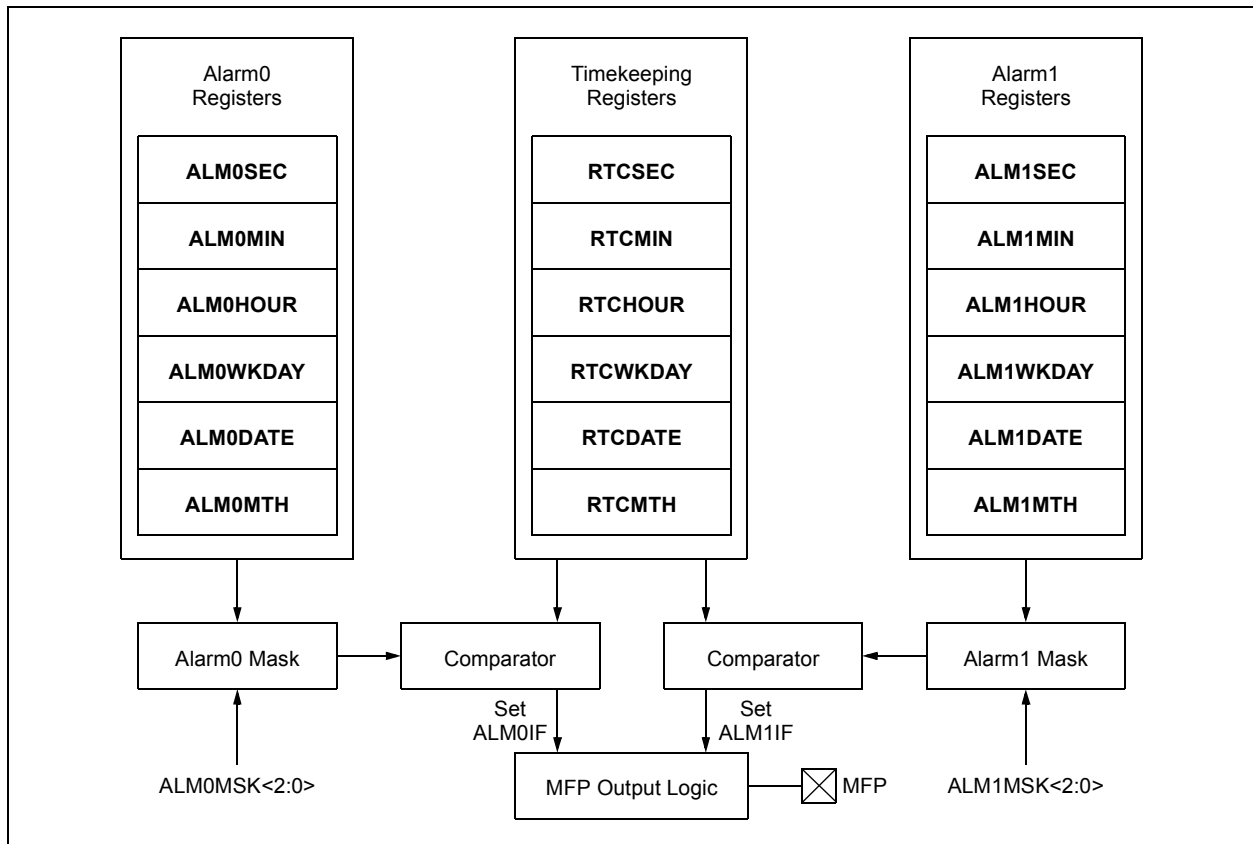 Alarm0
Registers
ALM0SEC
ALM0MIN
ALM0HOUR
ALM0WKDAY
ALM0DATE
ALM0MTH
Timekeeping
Registers
RTCSEC
RTCMIN
RTCHOUR
RTCWKDAY
RTCDATE
RTCMTH
Alarm1
Registers
ALM1SEC
ALM1MIN
ALM1HOUR
ALM1WKDAY
ALM1DATE
ALM1MTH
Alarm0 Mask
Comparator
Comparator
Alarm1 Mask
Set
ALM0IF
Set
ALM1IF
ALM0MSK<2:0>
MFP Output Logic
MFP
ALM1MSK<2:0>